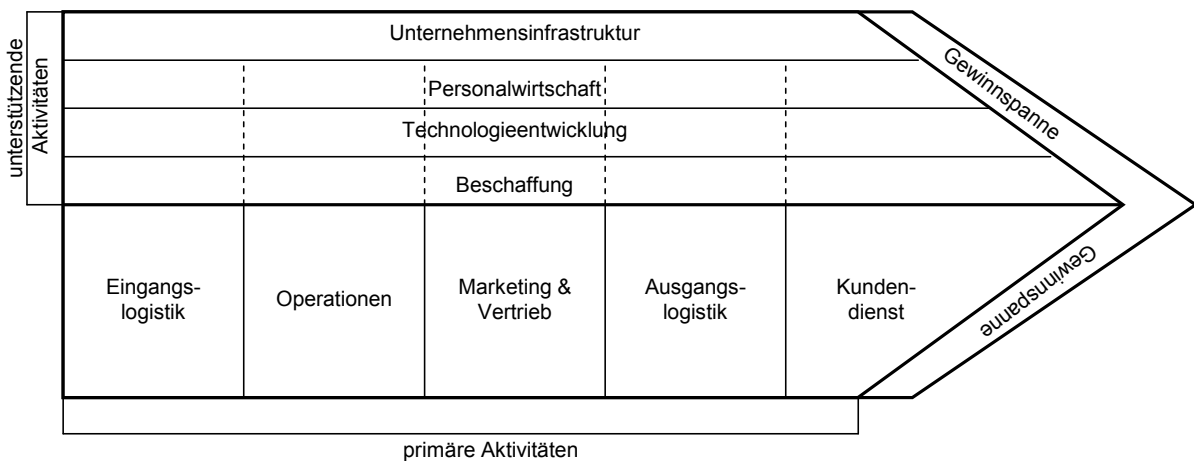 unterstützende
Aktivitäten
Unternehmensinfrastruktur
Personalwirtschaft
Technologieentwicklung
Beschaffung
Gewinnspanne
Eingangs-
logistik
Operationen
Marketing &
Vertrieb
Ausgangs-
logistik
Kunden-
dienst
Gewinnspanne
primäre Aktivitäten